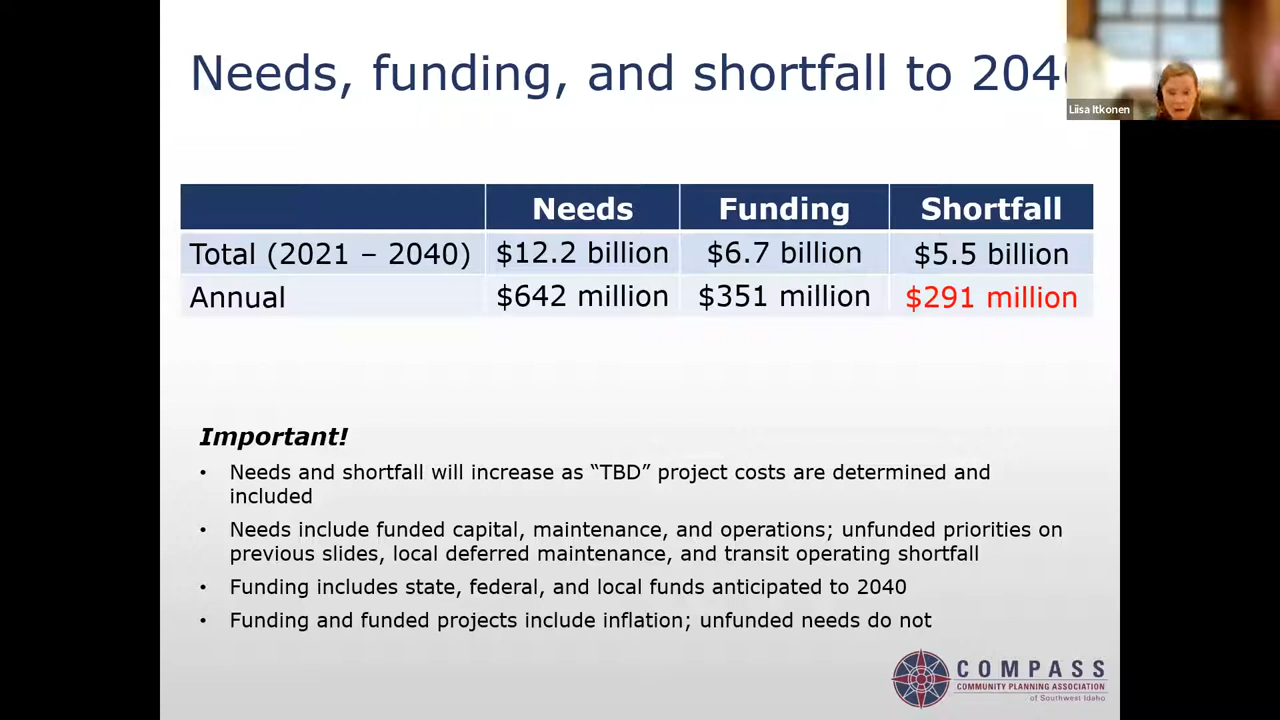 Needs, funding, and shortfall to 204
Liisa Itkonen
Needs Funding Shortfall
Total (2021 – 2040) $12.2 billion $6.7 billion $5.5 billion
Annual $642 million $351 million $291 million
Important!
• Needs and shortfall will increase as “TBD” project costs are determined and
included
• Needs include funded capital, maintenance, and operations; unfunded priorities on
previous slides, local deferred maintenance, and transit operating shortfall
• Funding includes state, federal, and local funds anticipated to 2040
• Funding and funded projects include inflation; unfunded needs do not
COMPASS
COMMUNITY PLANNING ASSOCIATION
of Southwest Idaho